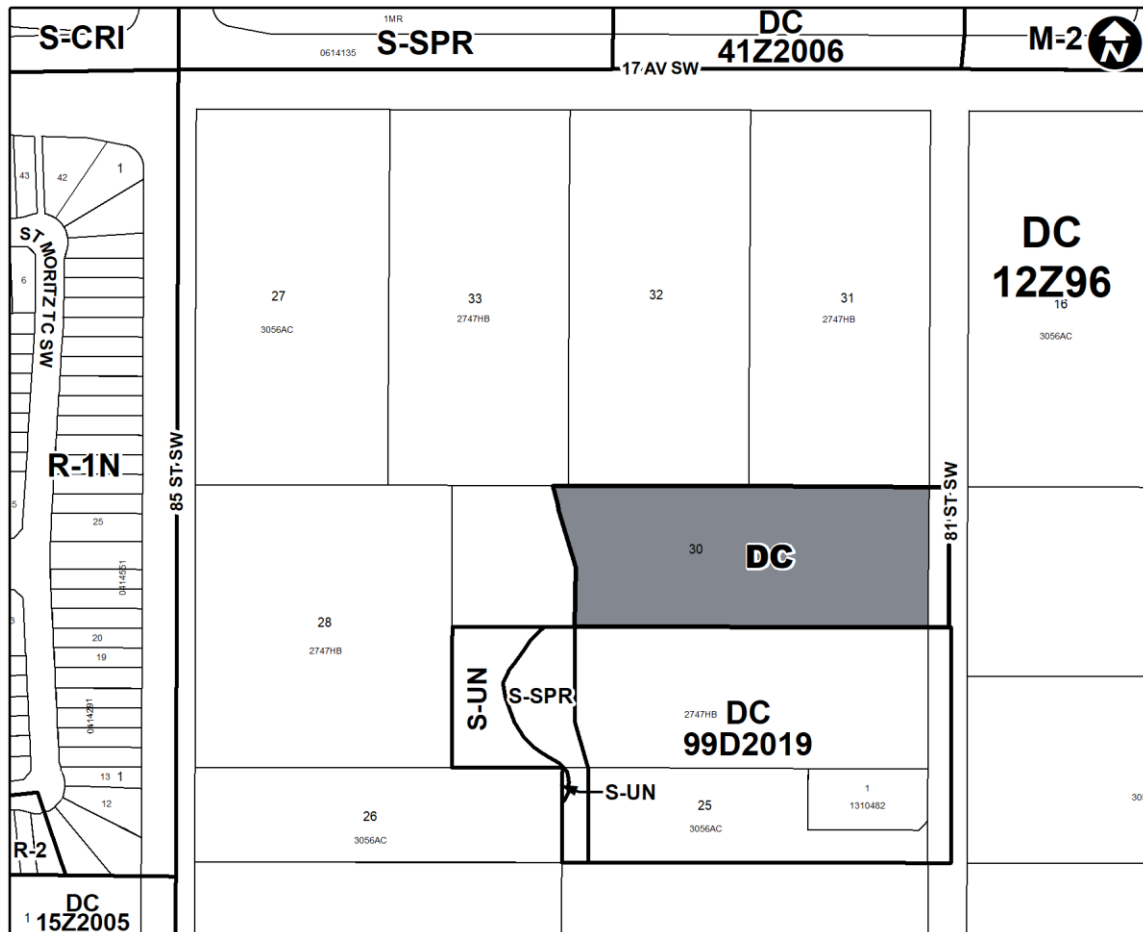 1MR
S-CRI
S-SPR
0614135
DC
41Z2006
M-2
N
17 AV SW
43
42
1
ST MORITZ TC SW
6
DC
12Z96
16
3056AC
27
3056AC
33
2747HB
32
31
2747HB
R-1N
85 ST SW
81 ST SW
5
25
0414551
30
DC
3
28
2747HB
20
19
S-UN
S-SPR
2747HB
DC
99D2019
0414291
13
1
12
S-UN
26
3056AC
25
3056AC
1
1310482
R-2
DC
1
15Z2005